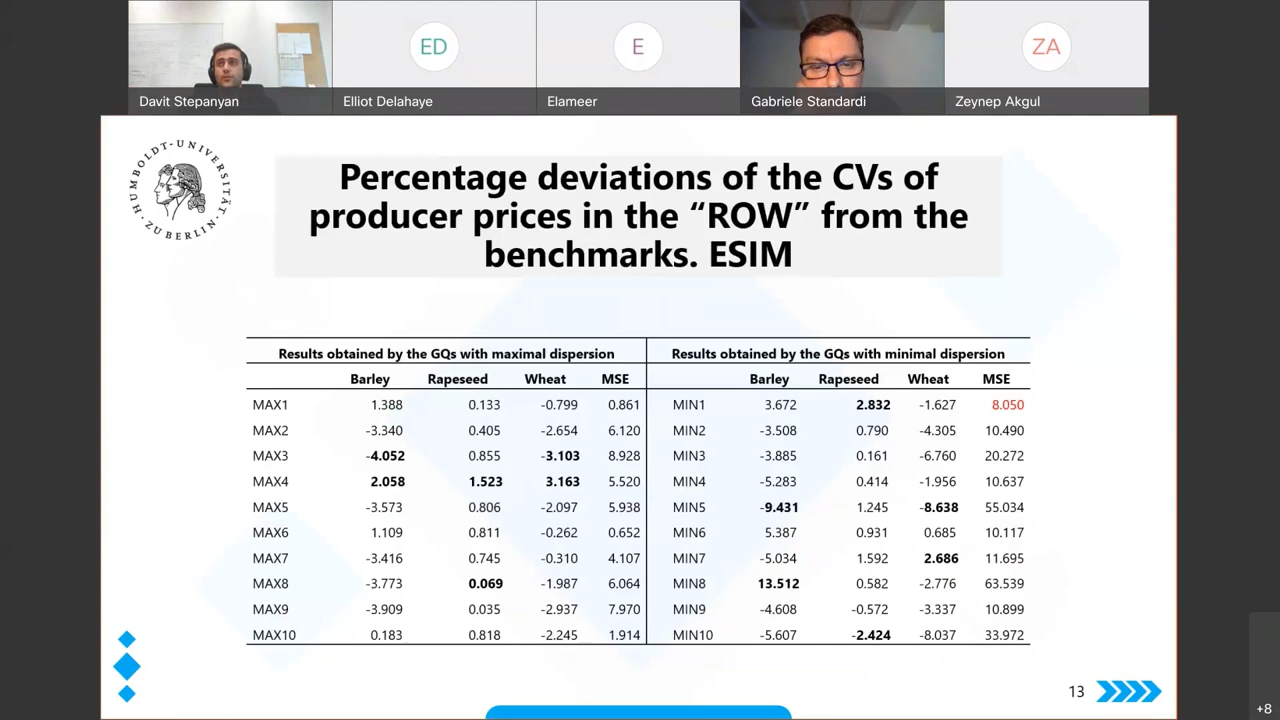 ED
E
ZA
Davit Stepanyan
Elliot Delahaye
Elameer
Gabriele Standardi
Zeynep Akgul
HUMBOLDT-UNIVERSITÄT
ZU BERLIN
Percentage deviations of the CVs of
producer prices in the “ROW” from the
benchmarks. ESIM
Results obtained by the GQs with maximal dispersion Results obtained by the GQs with minimal dispersion
Barley Rapeseed Wheat MSE Barley Rapeseed Wheat MSE
MAX1 1.388 0.133 -0.799 0.861 MIN1 3.672 2.832 -1.627 8.050
MAX2 -3.340 0.405 -2.654 6.120 MIN2 -3.508 0.790 -4.305 10.490
MAX3 -4.052 0.855 -3.103 8.928 MIN3 -3.885 0.161 -6.760 20.272
MAX4 2.058 1.523 3.163 5.520 MIN4 -5.283 0.414 -1.956 10.637
MAX5 -3.573 0.806 -2.097 5.938 MIN5 -9.431 1.245 -8.638 55.034
MAX6 1.109 0.811 -0.262 0.652 MIN6 5.387 0.931 0.685 10.117
MAX7 -3.416 0.745 -0.310 4.107 MIN7 -5.034 1.592 2.686 11.695
MAX8 -3.773 0.069 -1.987 6.064 MIN8 13.512 0.582 -2.776 63.539
MAX9 -3.909 0.035 -2.937 7.970 MIN9 -4.608 -0.572 -3.337 10.899
MAX10 0.183 0.818 -2.245 1.914 MIN10 -5.607 -2.424 -8.037 33.972
13
+8